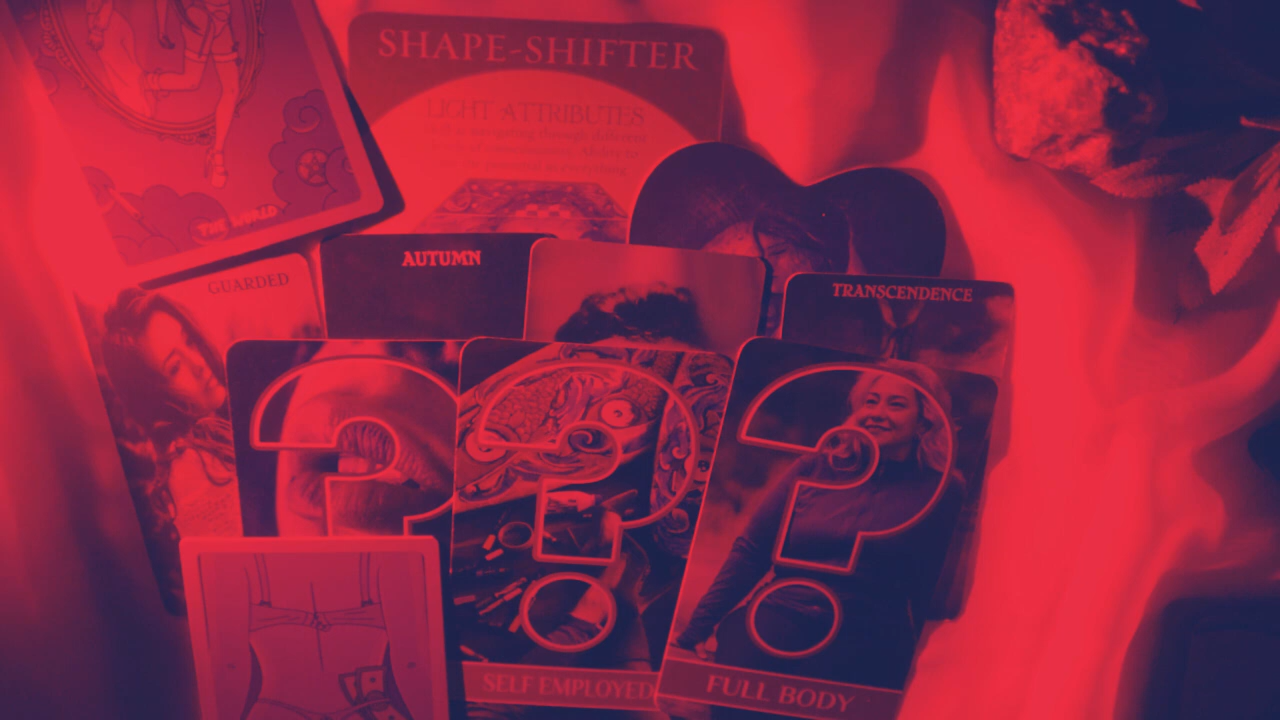 SHAPE-SHIFTER
LIGHT ATTRIBUTES
THE WORLD
AUTUMN
GUARDED
TRANSCENDENCE
? ? ?
SELF EMPLOYED
FULL BODY